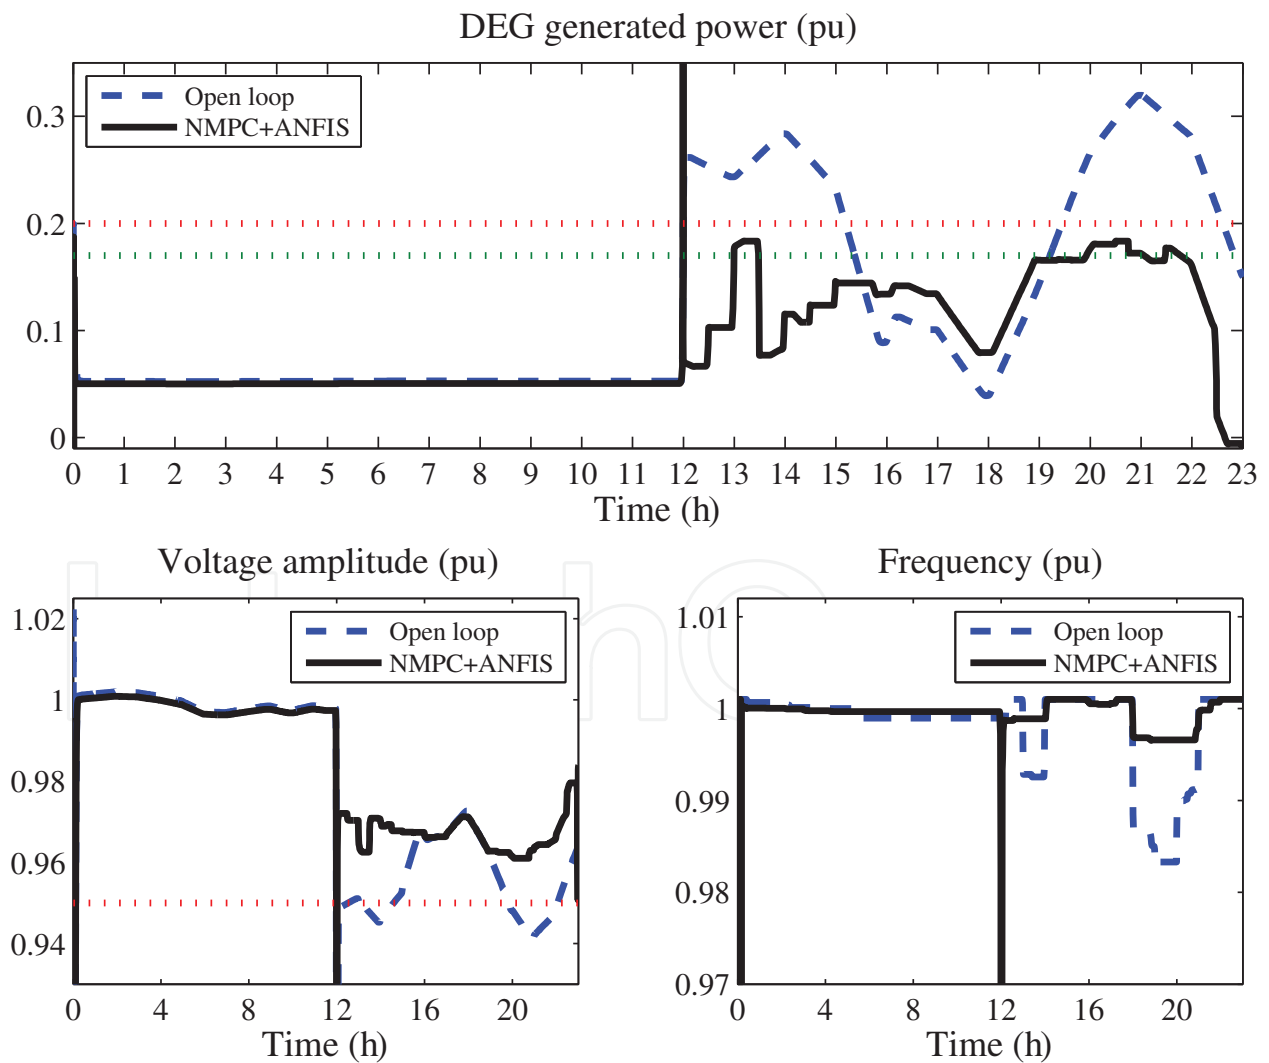 DEG generated power (pu)
Open loop
NMPC+ANFIS
0.3
0.2
0.1
0
0 1 2 3 4 5 6 7 8 9 10 11 12 13 14 15 16 17 18 19 20 21 22 23
Time (h)
Voltage amplitude (pu)
Open loop
NMPC+ANFIS
1.02
1
0.98
0.96
0.94
0 4 8 12 16 20
Time (h)
Frequency (pu)
Open loop
NMPC+ANFIS
1.01
1
0.99
0.98
0.97
0 4 8 12 16 20
Time (h)